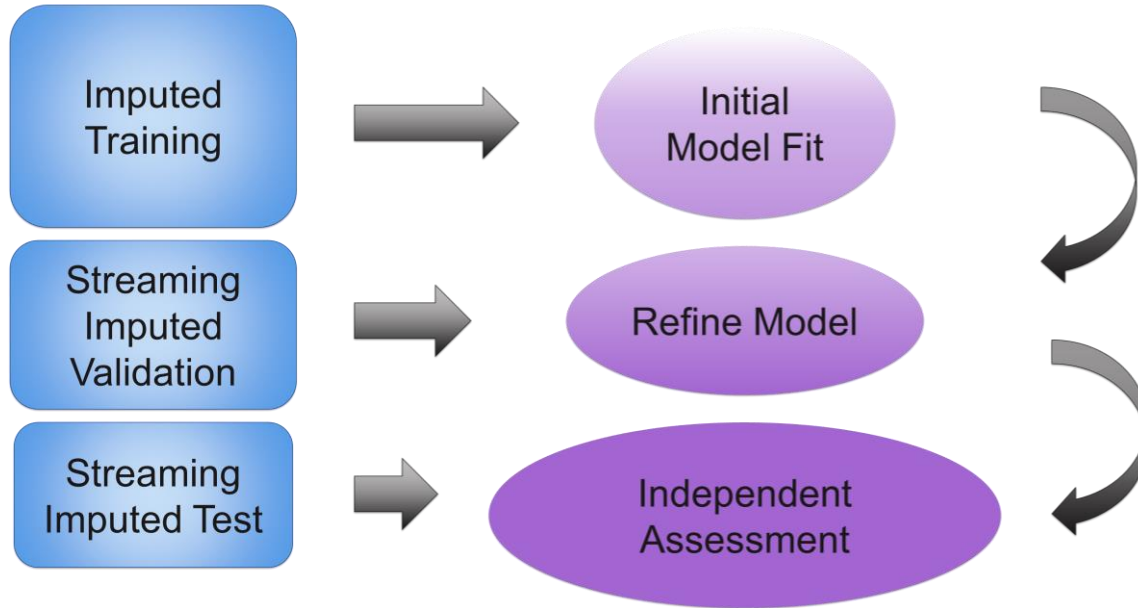 Imputed
Training
Initial
Model Fit
Streaming
Imputed
Validation
Refine Model
Streaming
Imputed Test
Independent
Assessment